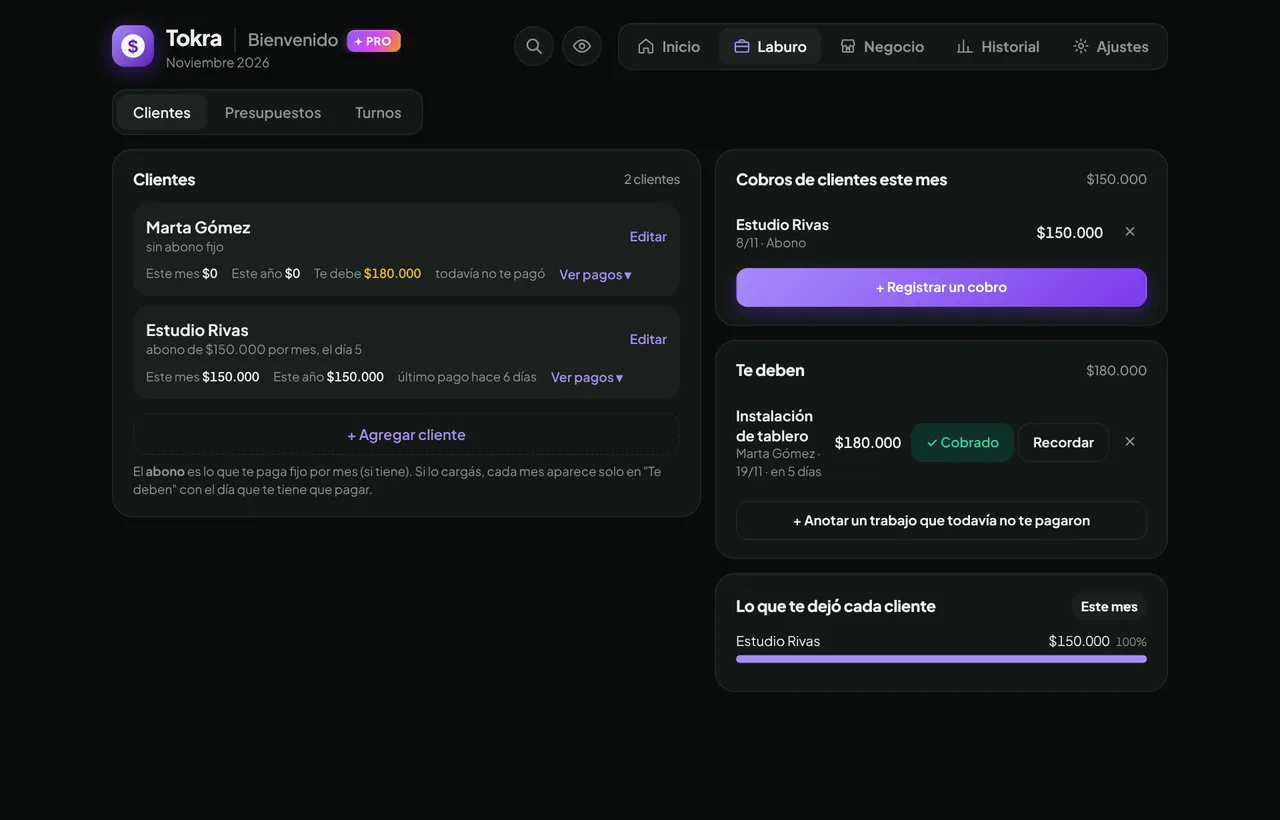 $ Tokra Bienvenido + PRO
Noviembre 2026
Inicio Laburo Negocio Historial Ajustes
Clientes Presupuestos Turnos
Clientes 2 clientes
Marta Gómez
sin abono fijo
Editar
Este mes $0 Este año $0 Te debe $180.000 todavía no te pagó Ver pagos ▾
Estudio Rivas
abono de $150.000 por mes, el día 5
Editar
Este mes $150.000 Este año $150.000 último pago hace 6 días Ver pagos ▾
+ Agregar cliente
El abono es lo que te paga fijo por mes (si tiene). Si lo cargás, cada mes aparece solo en "Te
deben" con el día que te tiene que pagar.
Cobros de clientes este mes $150.000
Estudio Rivas
8/11 · Abono
$150.000 ×
+ Registrar un cobro
Te deben $180.000
Instalación
de tablero
Marta Gómez ·
19/11 · en 5 días
$180.000 ✓ Cobrado Recordar ×
+ Anotar un trabajo que todavía no te pagaron
Lo que te dejó cada cliente Este mes
Estudio Rivas $150.000 100%